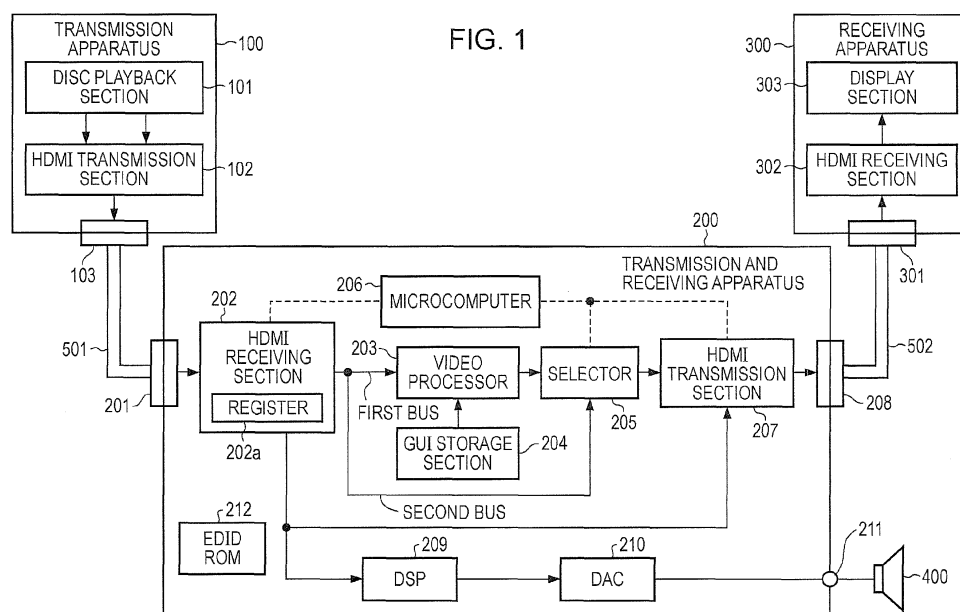 FIG. 1
TRANSMISSION
APPARATUS
100
DISC PLAYBACK
SECTION
101
HDMI TRANSMISSION
SECTION
102
103
501
RECEIVING
APPARATUS
300
DISPLAY
SECTION
303
HDMI RECEIVING
SECTION
302
301
502
200
TRANSMISSION AND
RECEIVING APPARATUS
206
MICROCOMPUTER
201
202
HDMI
RECEIVING
SECTION
REGISTER
202a
203
VIDEO
PROCESSOR
FIRST BUS
GUI STORAGE
SECTION
204
SELECTOR
205
HDMI
TRANSMISSION
SECTION
207
208
SECOND BUS
212
EDID
ROM
209
DSP
210
DAC
211
400